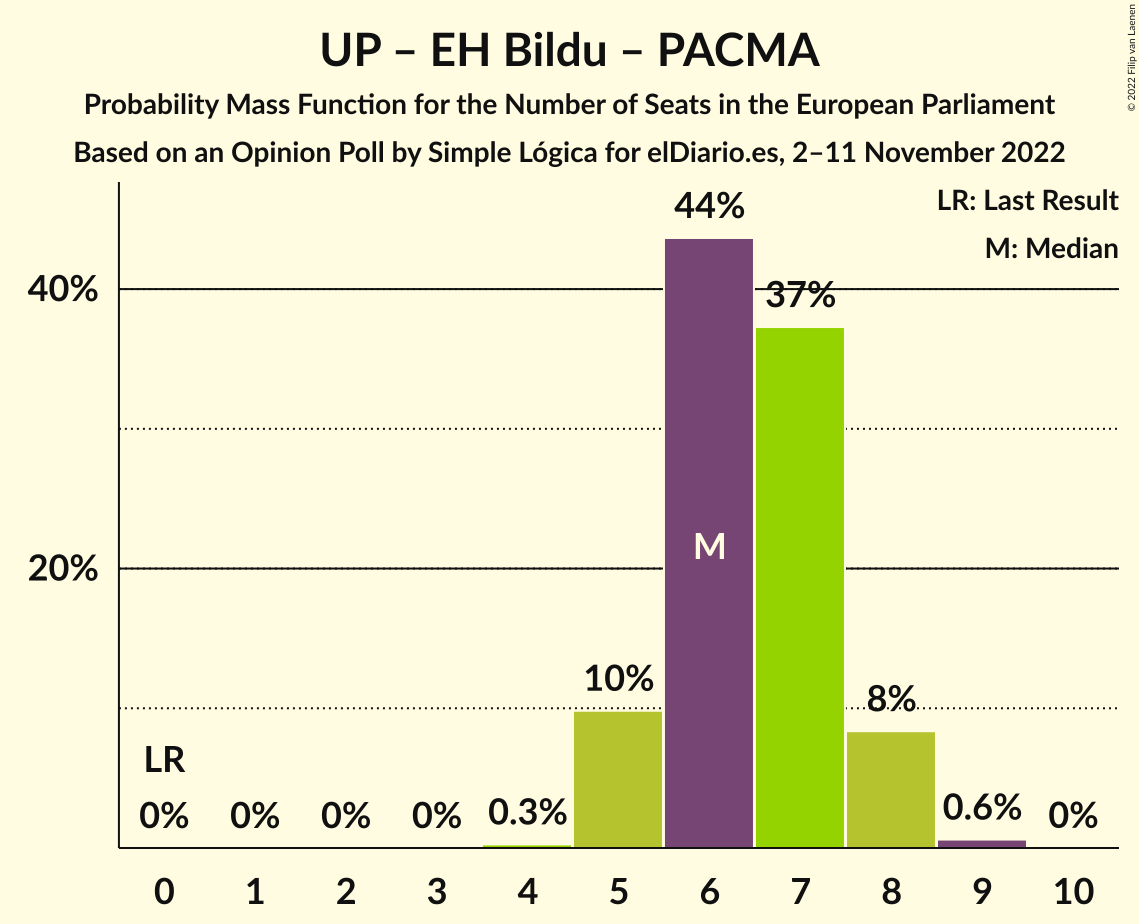 UP – EH Bildu – PACMA
Probability Mass Function for the Number of Seats in the European Parliament
Based on an Opinion Poll by Simple Lógica for elDiario.es, 2–11 November 2022
© 2022 Filip van Laenen
LR: Last Result
M: Median
44%
40%
37%
M
20%
10%
8%
LR
0%
0%
0%
0%
0.3%
0.6%
0%
0 1 2 3 4 5 6 7 8 9 10